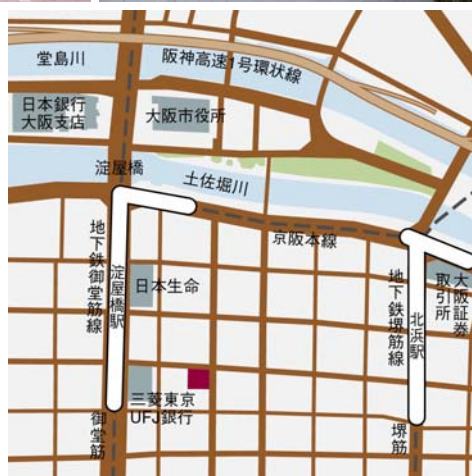 堂島川
阪神高速1号環状線
日本銀行
大阪支店
大阪市役所
淀屋橋
土佐堀川
京阪本線
地下鉄御堂筋線
淀屋橋駅
日本生命
地下鉄堺筋線
北浜駅
大阪証券
取引所
三菱東京
UFJ銀行
御堂筋
堺筋